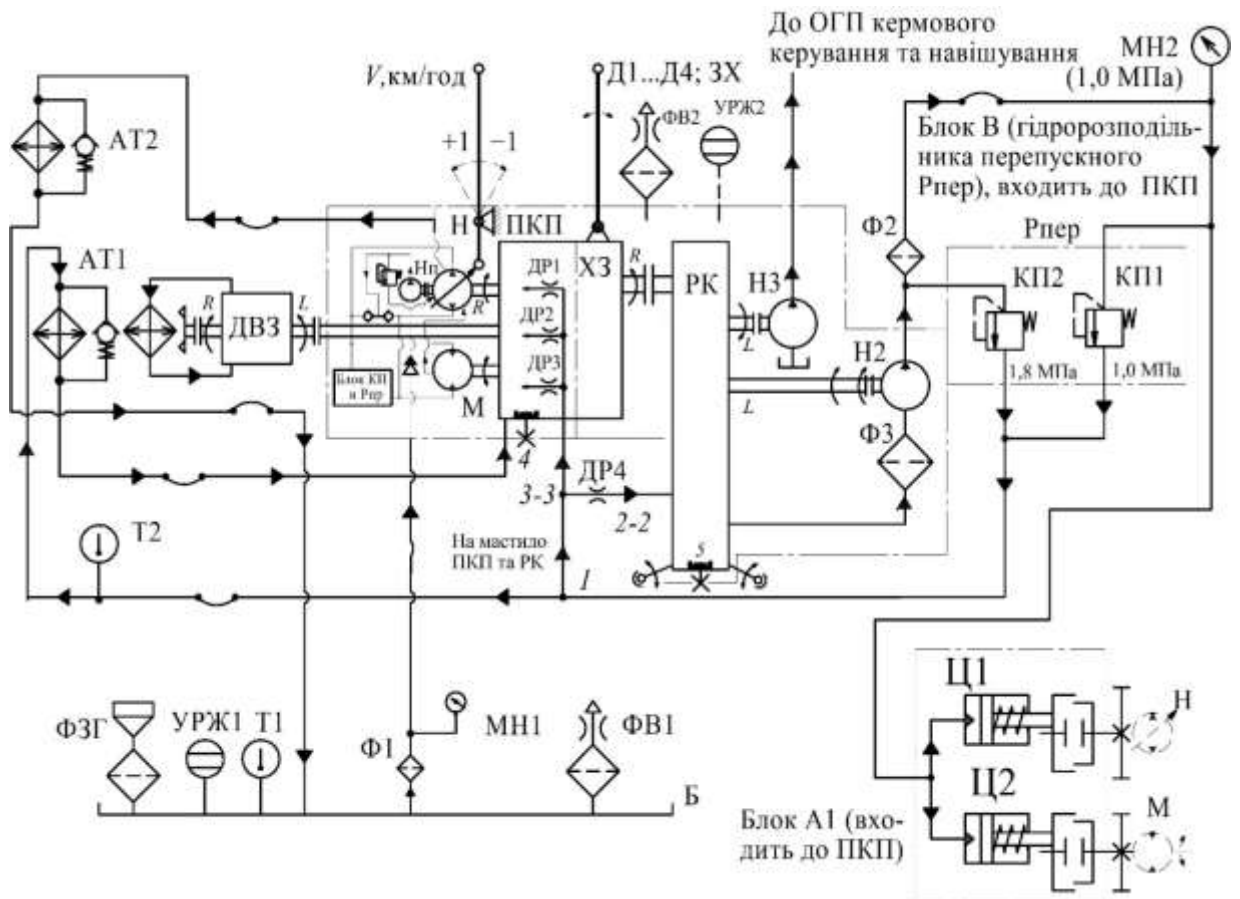 До ОГП кермового
керування та навішування
МН2
(1,0 МПа)
V, км/год
Д1...Д4; ЗХ
ФВ2
УРЖ2
АТ2
+1
−1
Блок В (гідророзподіль-
ника перепускного
Рпер), входить до ПКП
Н
ПКП
Ф2
Рпер
АТ1
Нп
ДР1
ХЗ
R
РК
Н3
КП2
КП1
R
ДВЗ
L
R
ДР2
L
Н2
1,8 МПа
1,0 МПа
ДР3
Блок КП
и Рпр
М
L
Ф3
4
3-3
ДР4
2-2
Т2
На мастило
ПКП та РК
5
1
Ц1
Н
ФЗГ
УРЖ1
Т1
МН1
ФВ1
Ф1
Б
Ц2
М
Блок А1 (вхо-
дить до ПКП)